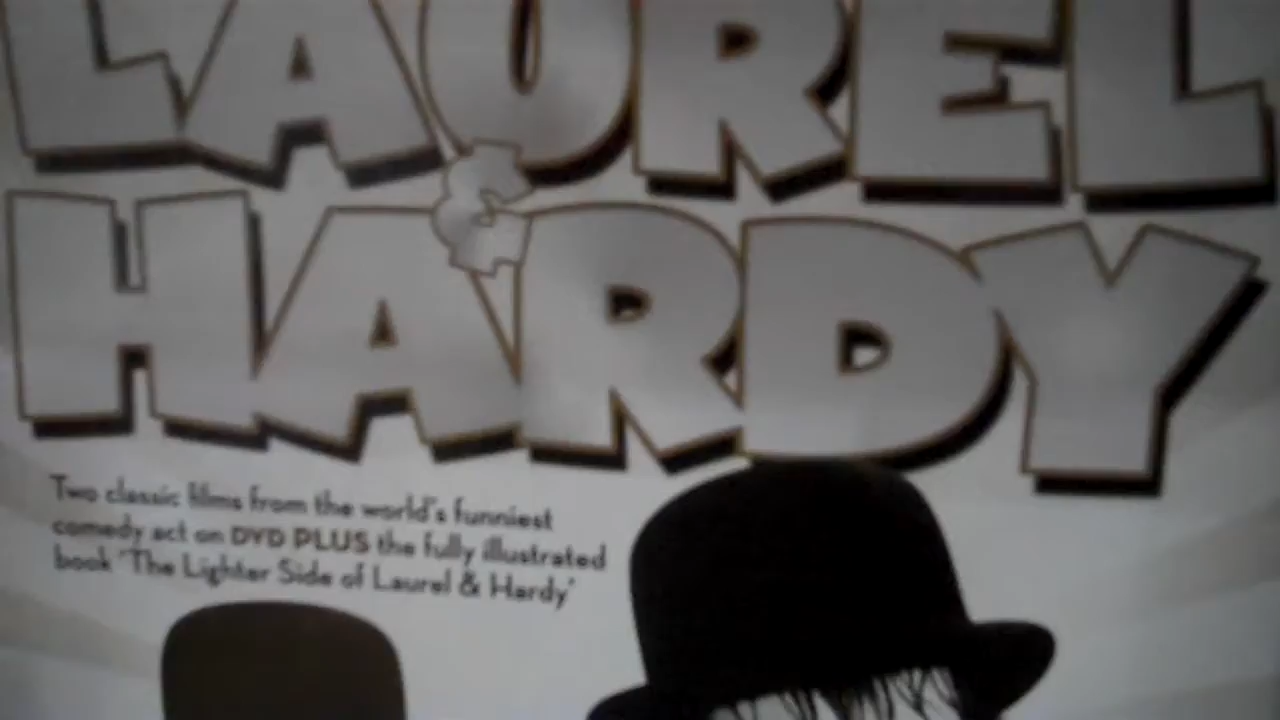 LAUREL
&
HARDY
Two classic films from the world's funniest
comedy act on DVD PLUS the fully illustrated
book 'The Lighter Side of Laurel & Hardy'